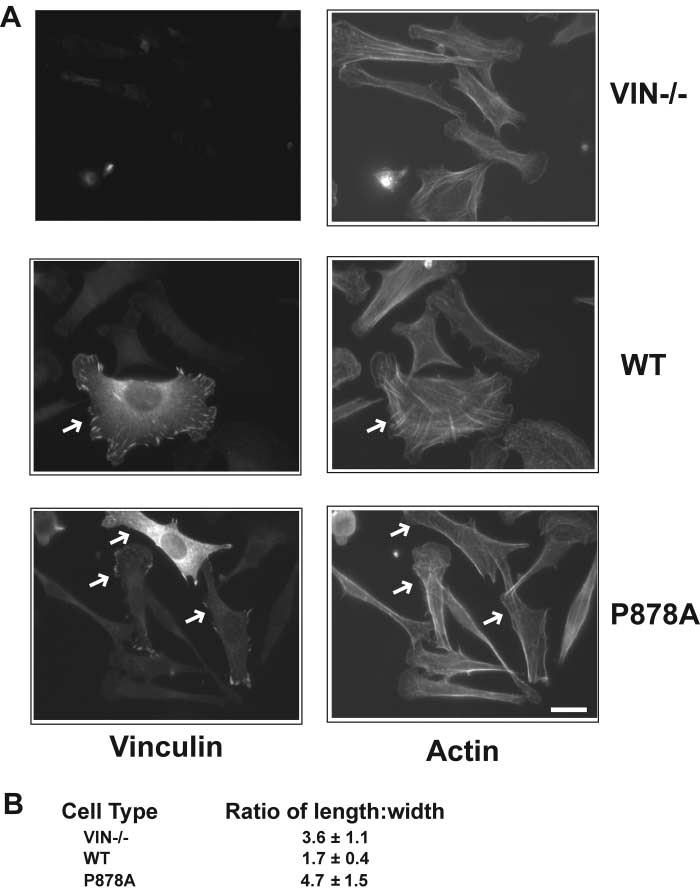 A
VIN-/-
WT
P878A
Vinculin Actin
B
Cell Type Ratio of length:width
VIN-/- 3.6 ± 1.1
WT 1.7 ± 0.4
P878A 4.7 ± 1.5